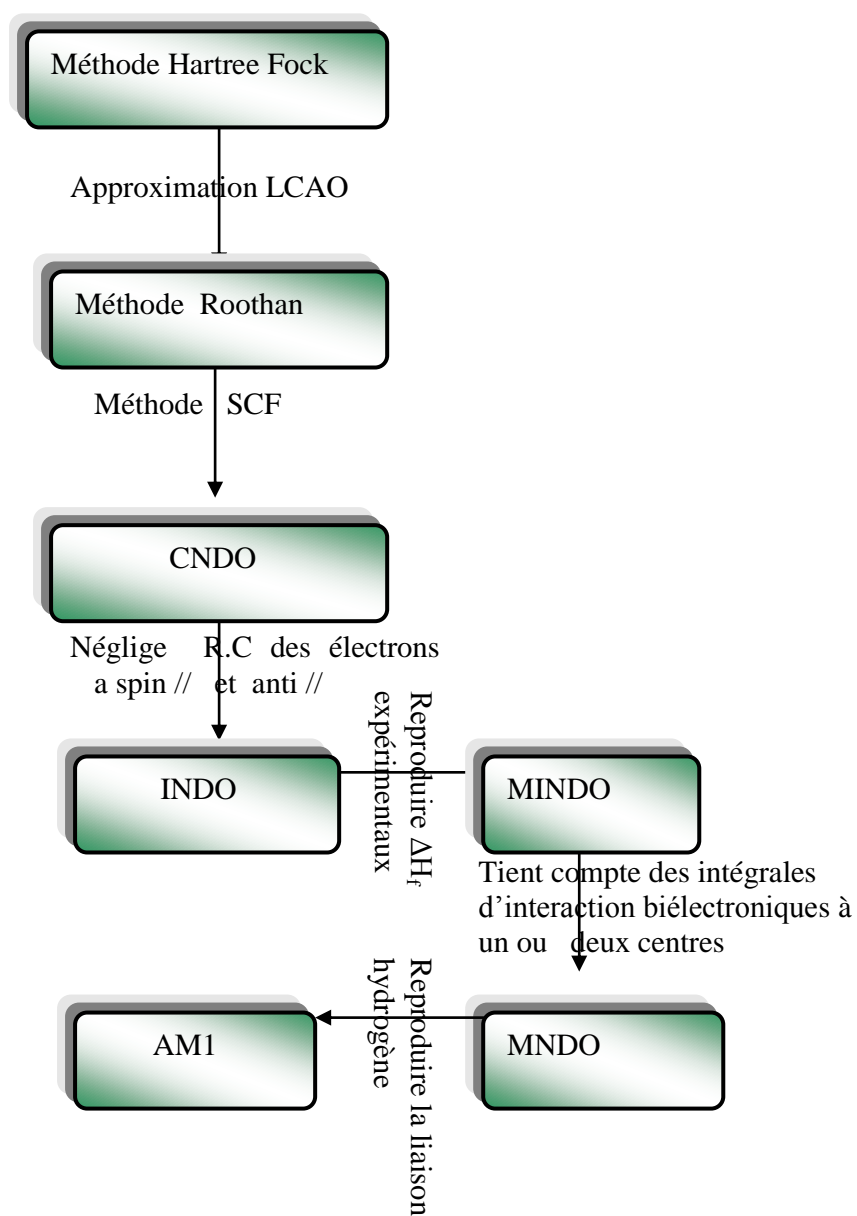 Méthode Hartree Fock
Approximation LCAO
Méthode Roothan
Méthode SCF
CNDO
Néglige R.C des électrons
a spin // et anti //
INDO
Reproduire ΔHf
expérimentaux
MINDO
Tient compte des intégrales
d’interaction biélectroniques à
un ou deux centres
AM1
Reproduire la liaison
hydrogène
MNDO